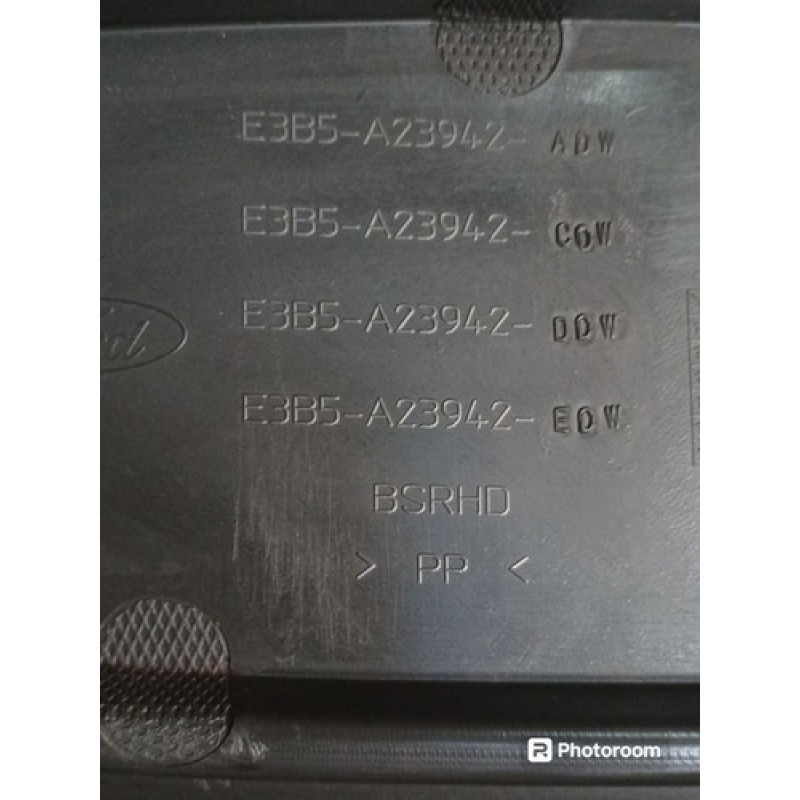 E3B5-A23942- ADW
E3B5-A23942- CDW
E3B5-A23942- DDW
E3B5-A23942- EDW
BSRHD
> PP <
Photoroom